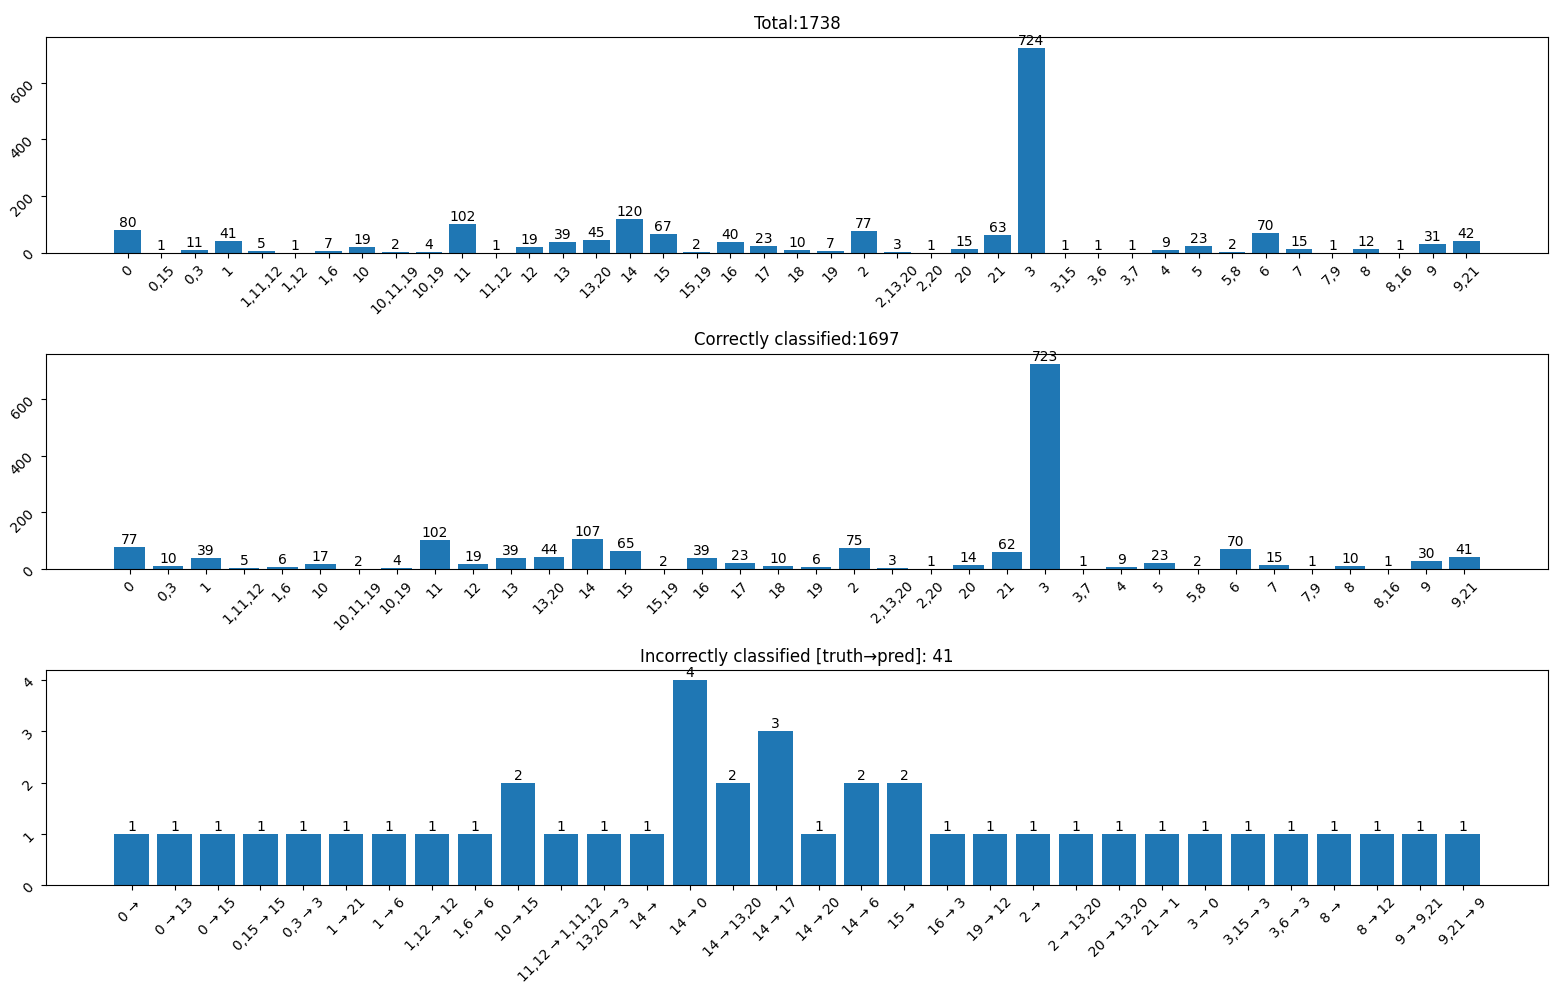 Total:1738
600
400
200
0
80 1 11 41 5 1 7 19 2 4 102 1 19 39 45 120 67 2 40 23 10 7 77 3 1 15 63 724 1 1 1 9 23 2 70 15 1 12 1 31 42
0 0,15 0,3 1 1,11,12 1,12 1,6 10 10,11,19 10,19 11 11,12 12 13 13,20 14 15 15,19 16 17 18 19 2 2,13,20 2,20 20 21 3 3,15 3,6 3,7 4 5 5,8 6 7 7,9 8 8,16 9 9,21
Correctly classified:1697
600
400
200
0
77 10 39 5 6 17 2 4 102 19 39 44 107 65 2 39 23 10 6 75 3 1 14 62 723 1 9 23 2 70 15 1 10 1 30 41
0 0,3 1 1,11,12 1,6 10 10,11,19 10,19 11 12 13 13,20 14 15 15,19 16 17 18 19 2 2,13,20 2,20 20 21 3 3,7 4 5 5,8 6 7 7,9 8 8,16 9 9,21
Incorrectly classified [truth→pred]: 41
4
3
2
1
0
1 1 1 1 1 1 1 1 1 2 1 1 1 4 2 3 1 2 2 1 1 1 1 1 1 1 1 1 1 1 1 1
0 → 0 → 13 0 → 15 0,15 → 15 0,3 → 3 1 → 21 1 → 6 1,12 → 12 1,6 → 6 10 → 15 11,12 → 1,11,12 13,20 → 3 14 → 14 → 0 14 → 13,20 14 → 17 14 → 20 14 → 6 15 → 16 → 3 19 → 12 2 → 2 → 13,20 20 → 13,20 21 → 1 3 → 0 3,15 → 3 3,6 → 3 8 → 8 → 12 9 → 9,21 9,21 → 9